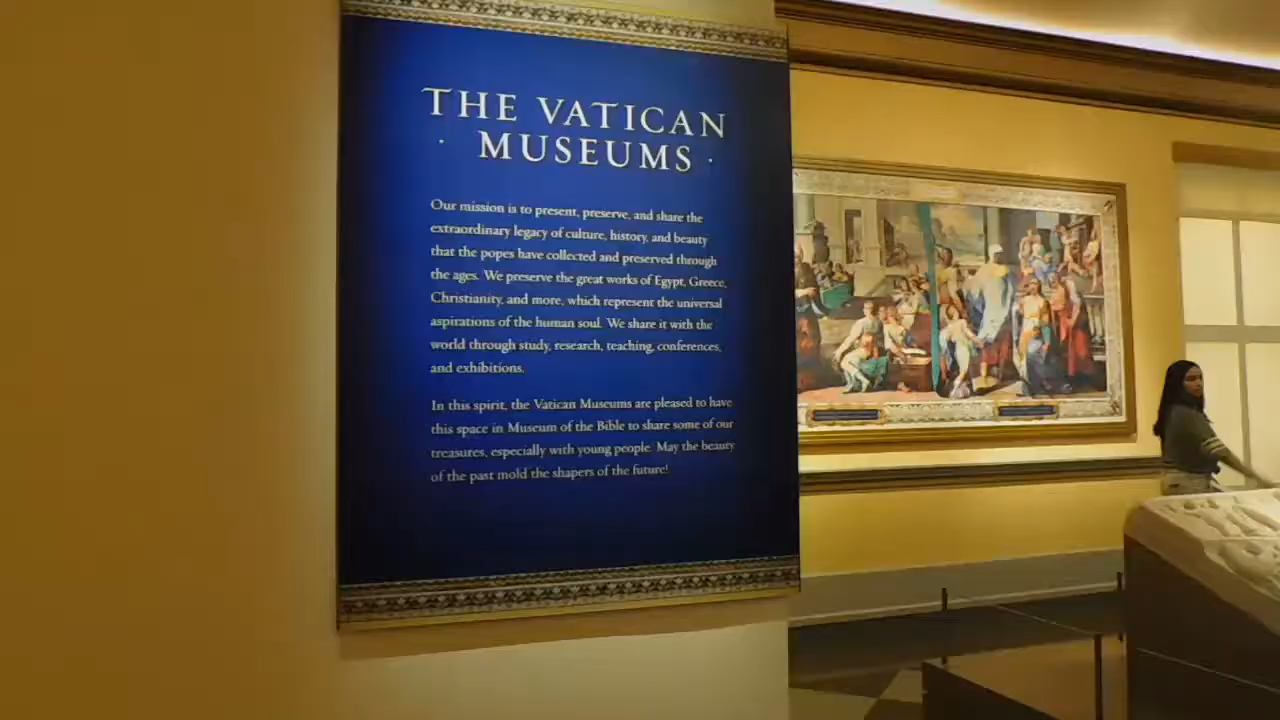 THE VATICAN
· MUSEUMS ·
Our mission is to present, preserve, and share the
extraordinary legacy of culture, history, and beauty
that the popes have collected and preserved through
the ages. We preserve the great works of Egypt, Greece,
Christianity, and more, which represent the universal
aspirations of the human soul. We share it with the
world through study, research, teaching, conferences,
and exhibitions.
In this spirit, the Vatican Museums are pleased to have
this space in Museum of the Bible to share some of our
treasures, especially with young people. May the beauty
of the past mold the shapers of the future!